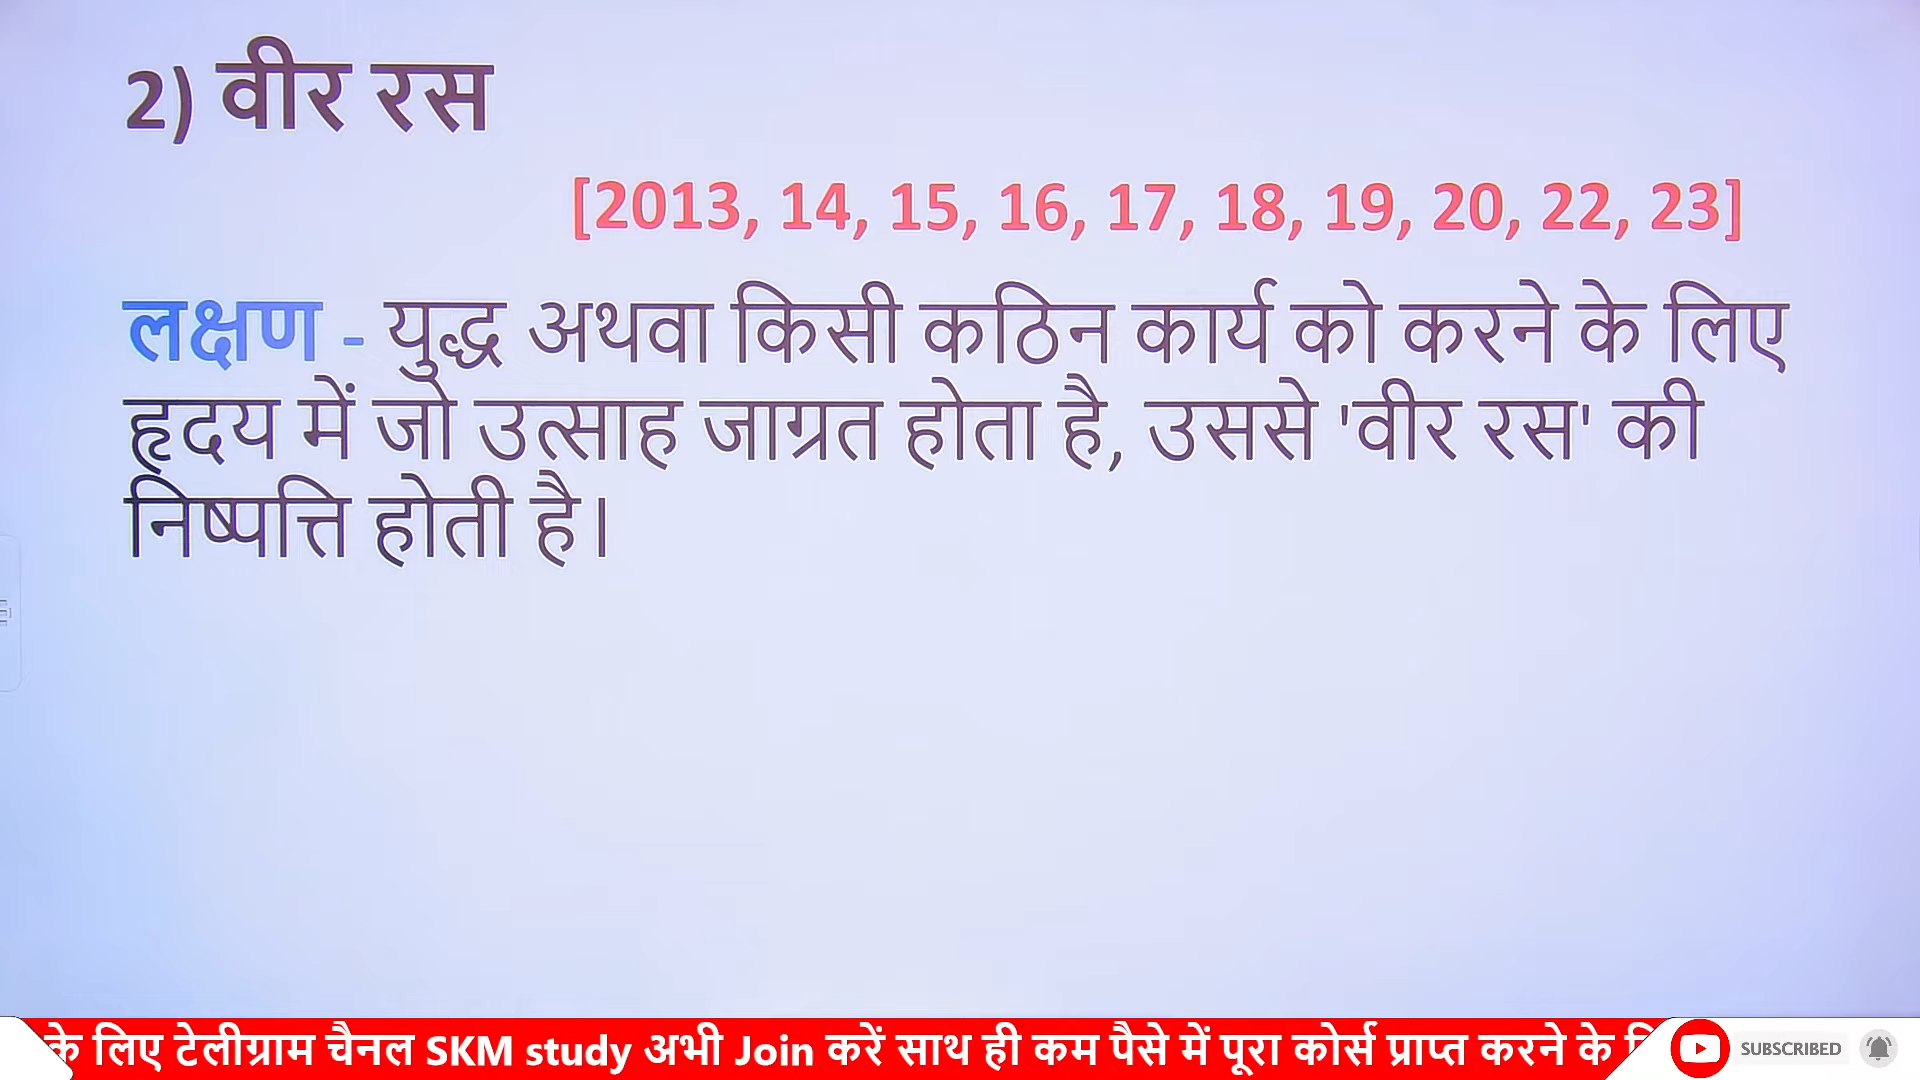 2) वीर रस
[2013, 14, 15, 16, 17, 18, 19, 20, 22, 23]
लक्षण - युद्ध अथवा किसी कठिन कार्य को करने के लिए
हृदय में जो उत्साह जाग्रत होता है, उससे 'वीर रस' की
निष्पत्ति होती है।
के लिए टेलीग्राम चैनल SKM study अभी Join करें साथ ही कम पैसे में पूरा कोर्स प्राप्त करने के
SUBSCRIBED